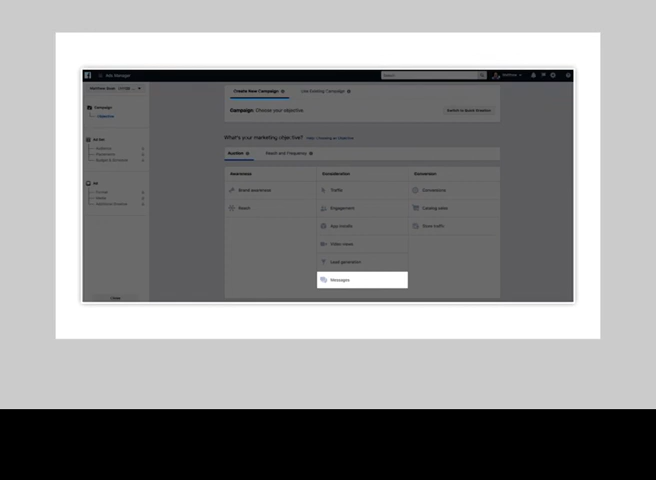 Ads Manager
Search
Matthew
Create New Campaign
Use Existing Campaign
Campaign
Objective
Campaign: Choose your objective.
Switch to Quick Creation
What's your marketing objective? Help: Choosing an Objective
Auction
Reach and Frequency
Ad Set
Audience
Placements
Budget & Schedule
Awareness
Consideration
Conversion
Ad
Brand awareness
Traffic
Conversions
Reach
Engagement
Catalog sales
App installs
Store traffic
Video views
Lead generation
Messages
Close